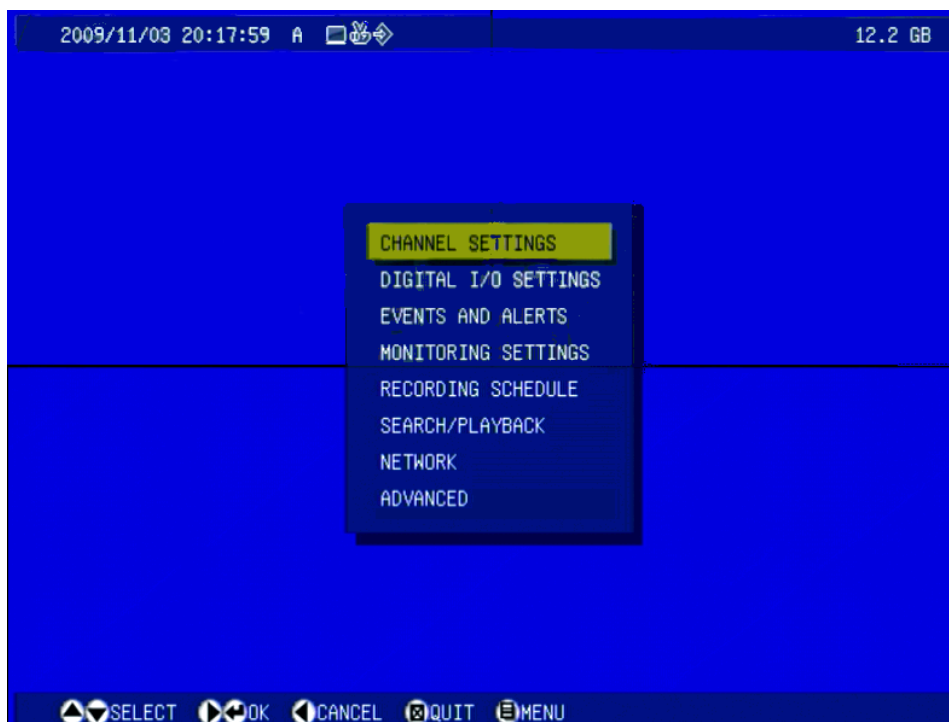 2009/11/03 20:17:59 A 12.2 GB
CHANNEL SETTINGS
DIGITAL I/O SETTINGS
EVENTS AND ALERTS
MONITORING SETTINGS
RECORDING SCHEDULE
SEARCH/PLAYBACK
NETWORK
ADVANCED
SELECT OK CANCEL QUIT MENU